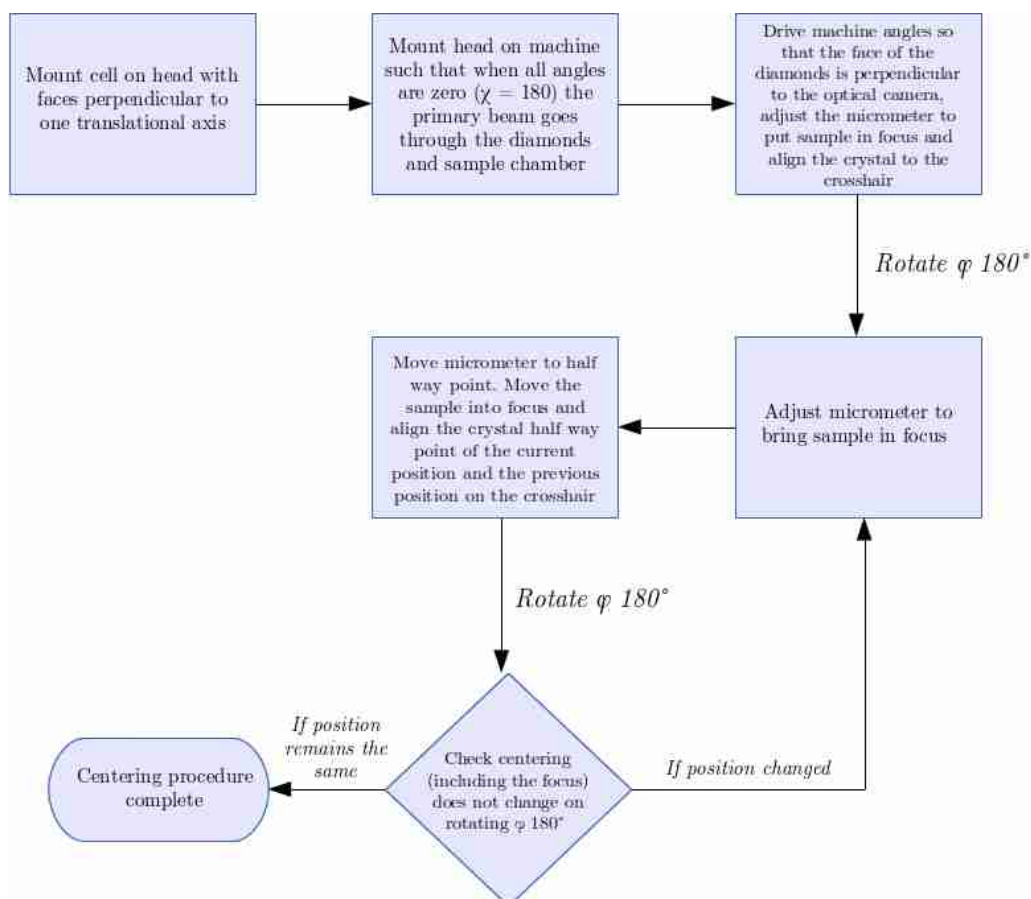 Mount cell on head with
faces perpendicular to
one translational axis
Mount head on machine
such that when all angles
are zero (χ = 180) the
primary beam goes
through the diamonds
and sample chamber
Drive machine angles so
that the face of the
diamonds is perpendicular
to the optical camera,
adjust the micrometer to
put sample in focus and
align the crystal to the
crosshair
Rotate φ 180°
Adjust micrometer to
bring sample in focus
Move micrometer to half
way point. Move the
sample into focus and
align the crystal half way
point of the current
position and the previous
position on the crosshair
Rotate φ 180°
Check centering
(including the focus)
does not change on
rotating φ 180°
If position
remains the
same
If position changed
Centering procedure
complete